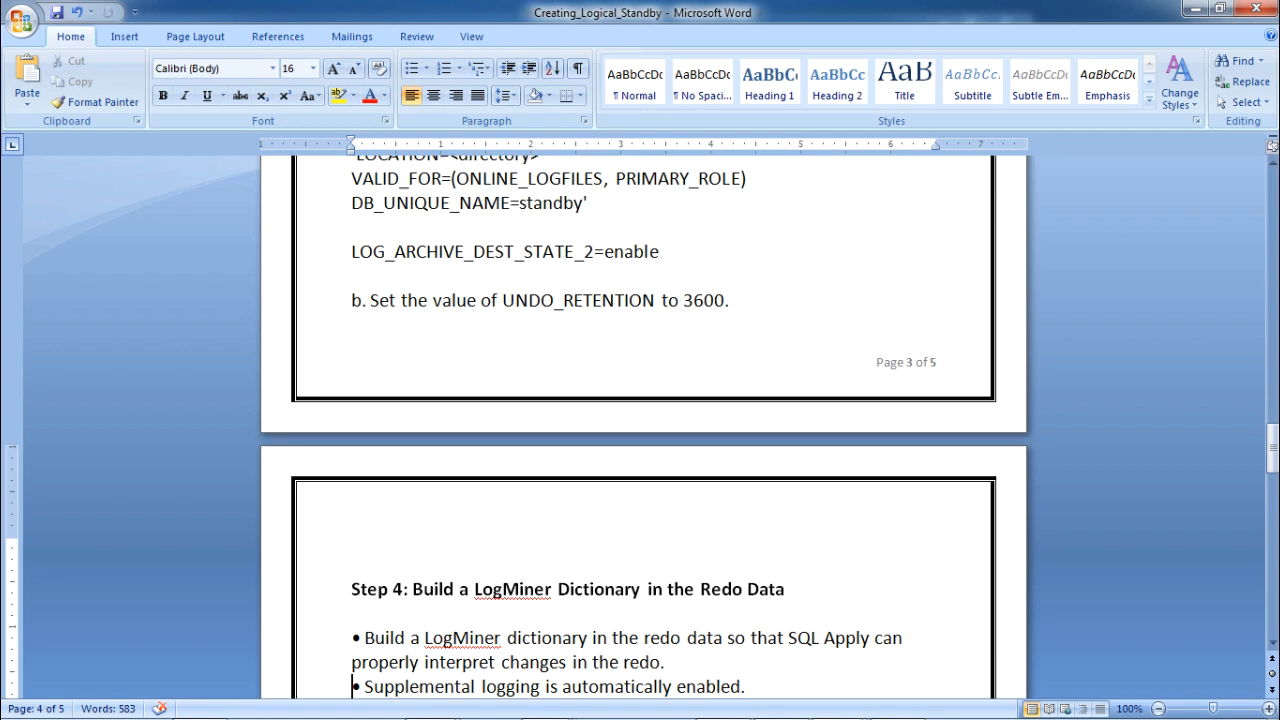 Creating_Logical_Standby - Microsoft Word
Home Insert Page Layout References Mailings Review View
Paste
Cut
Copy
Format Painter
Clipboard
Calibri (Body) 16
Font
Paragraph
AaBbCcDc AaBbCcDc AaBbC AaBbCc AaB AaBbCc. AaBbCcDc AaBbCcDc
¶ Normal ¶ No Spaci... Heading 1 Heading 2 Title Subtitle Subtle Em... Emphasis
Change Styles
Styles
Find
Replace
Select
Editing
'LOCATION=<directory>
VALID_FOR=(ONLINE_LOGFILES, PRIMARY_ROLE)
DB_UNIQUE_NAME=standby'
LOG_ARCHIVE_DEST_STATE_2=enable
b. Set the value of UNDO_RETENTION to 3600.
Page 3 of 5
Step 4: Build a LogMiner Dictionary in the Redo Data
• Build a LogMiner dictionary in the redo data so that SQL Apply can
properly interpret changes in the redo.
• Supplemental logging is automatically enabled.
Page: 4 of 5 Words: 583 100%